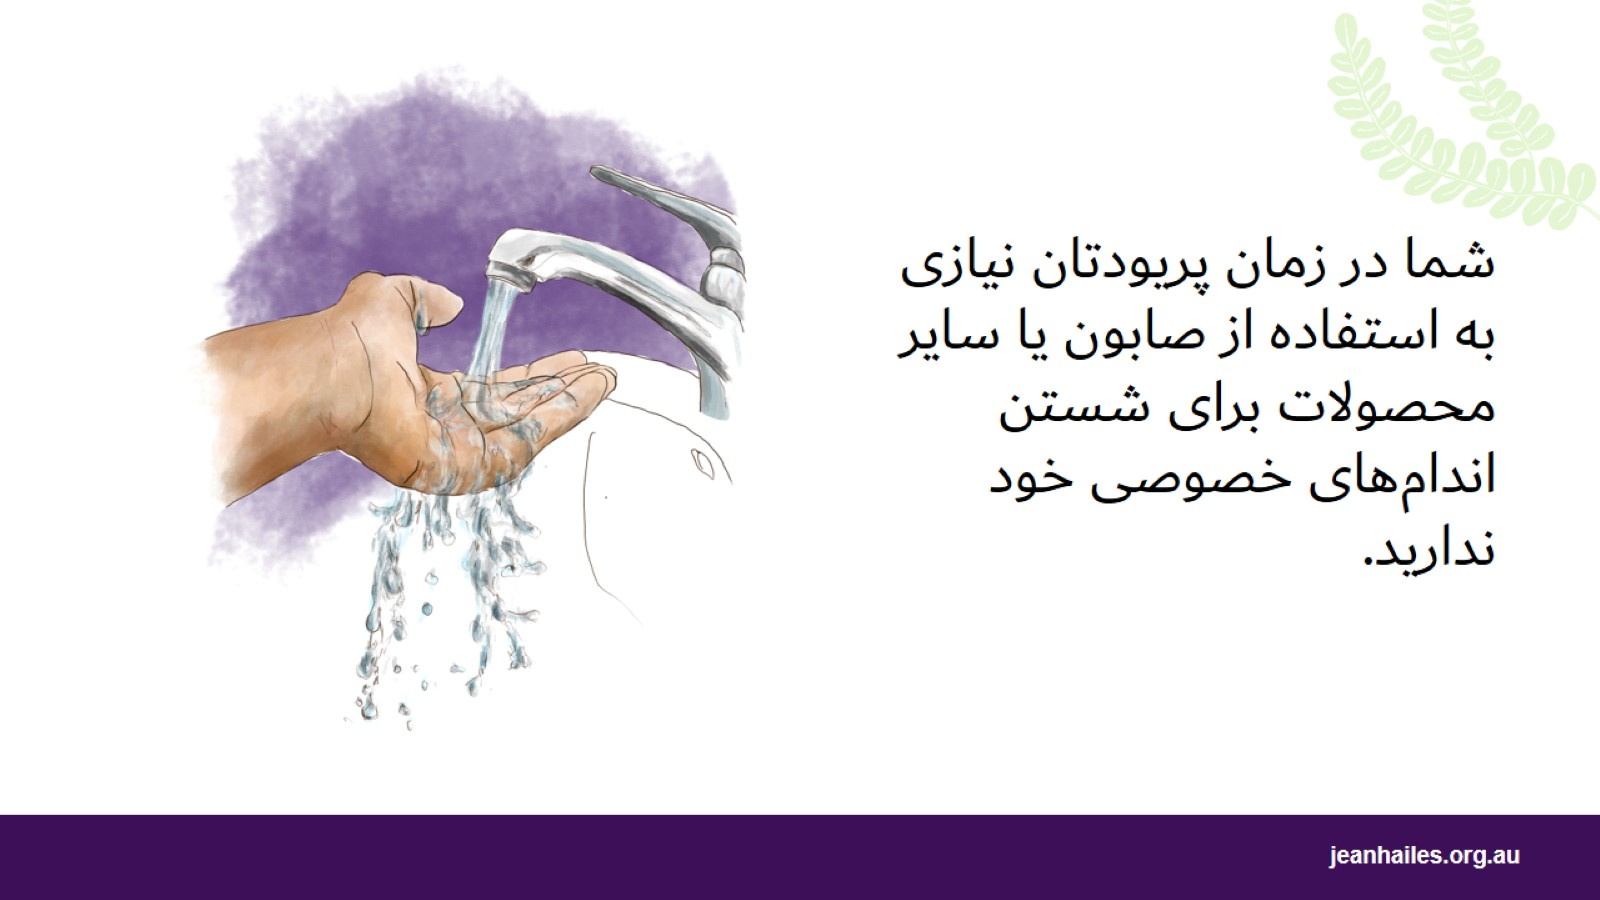 شما در زمان پریودتان نیازی
به استفاده از صابون یا سایر
محصولات برای شستن
اندام‌های خصوصی خود
ندارید.
jeanhailes.org.au